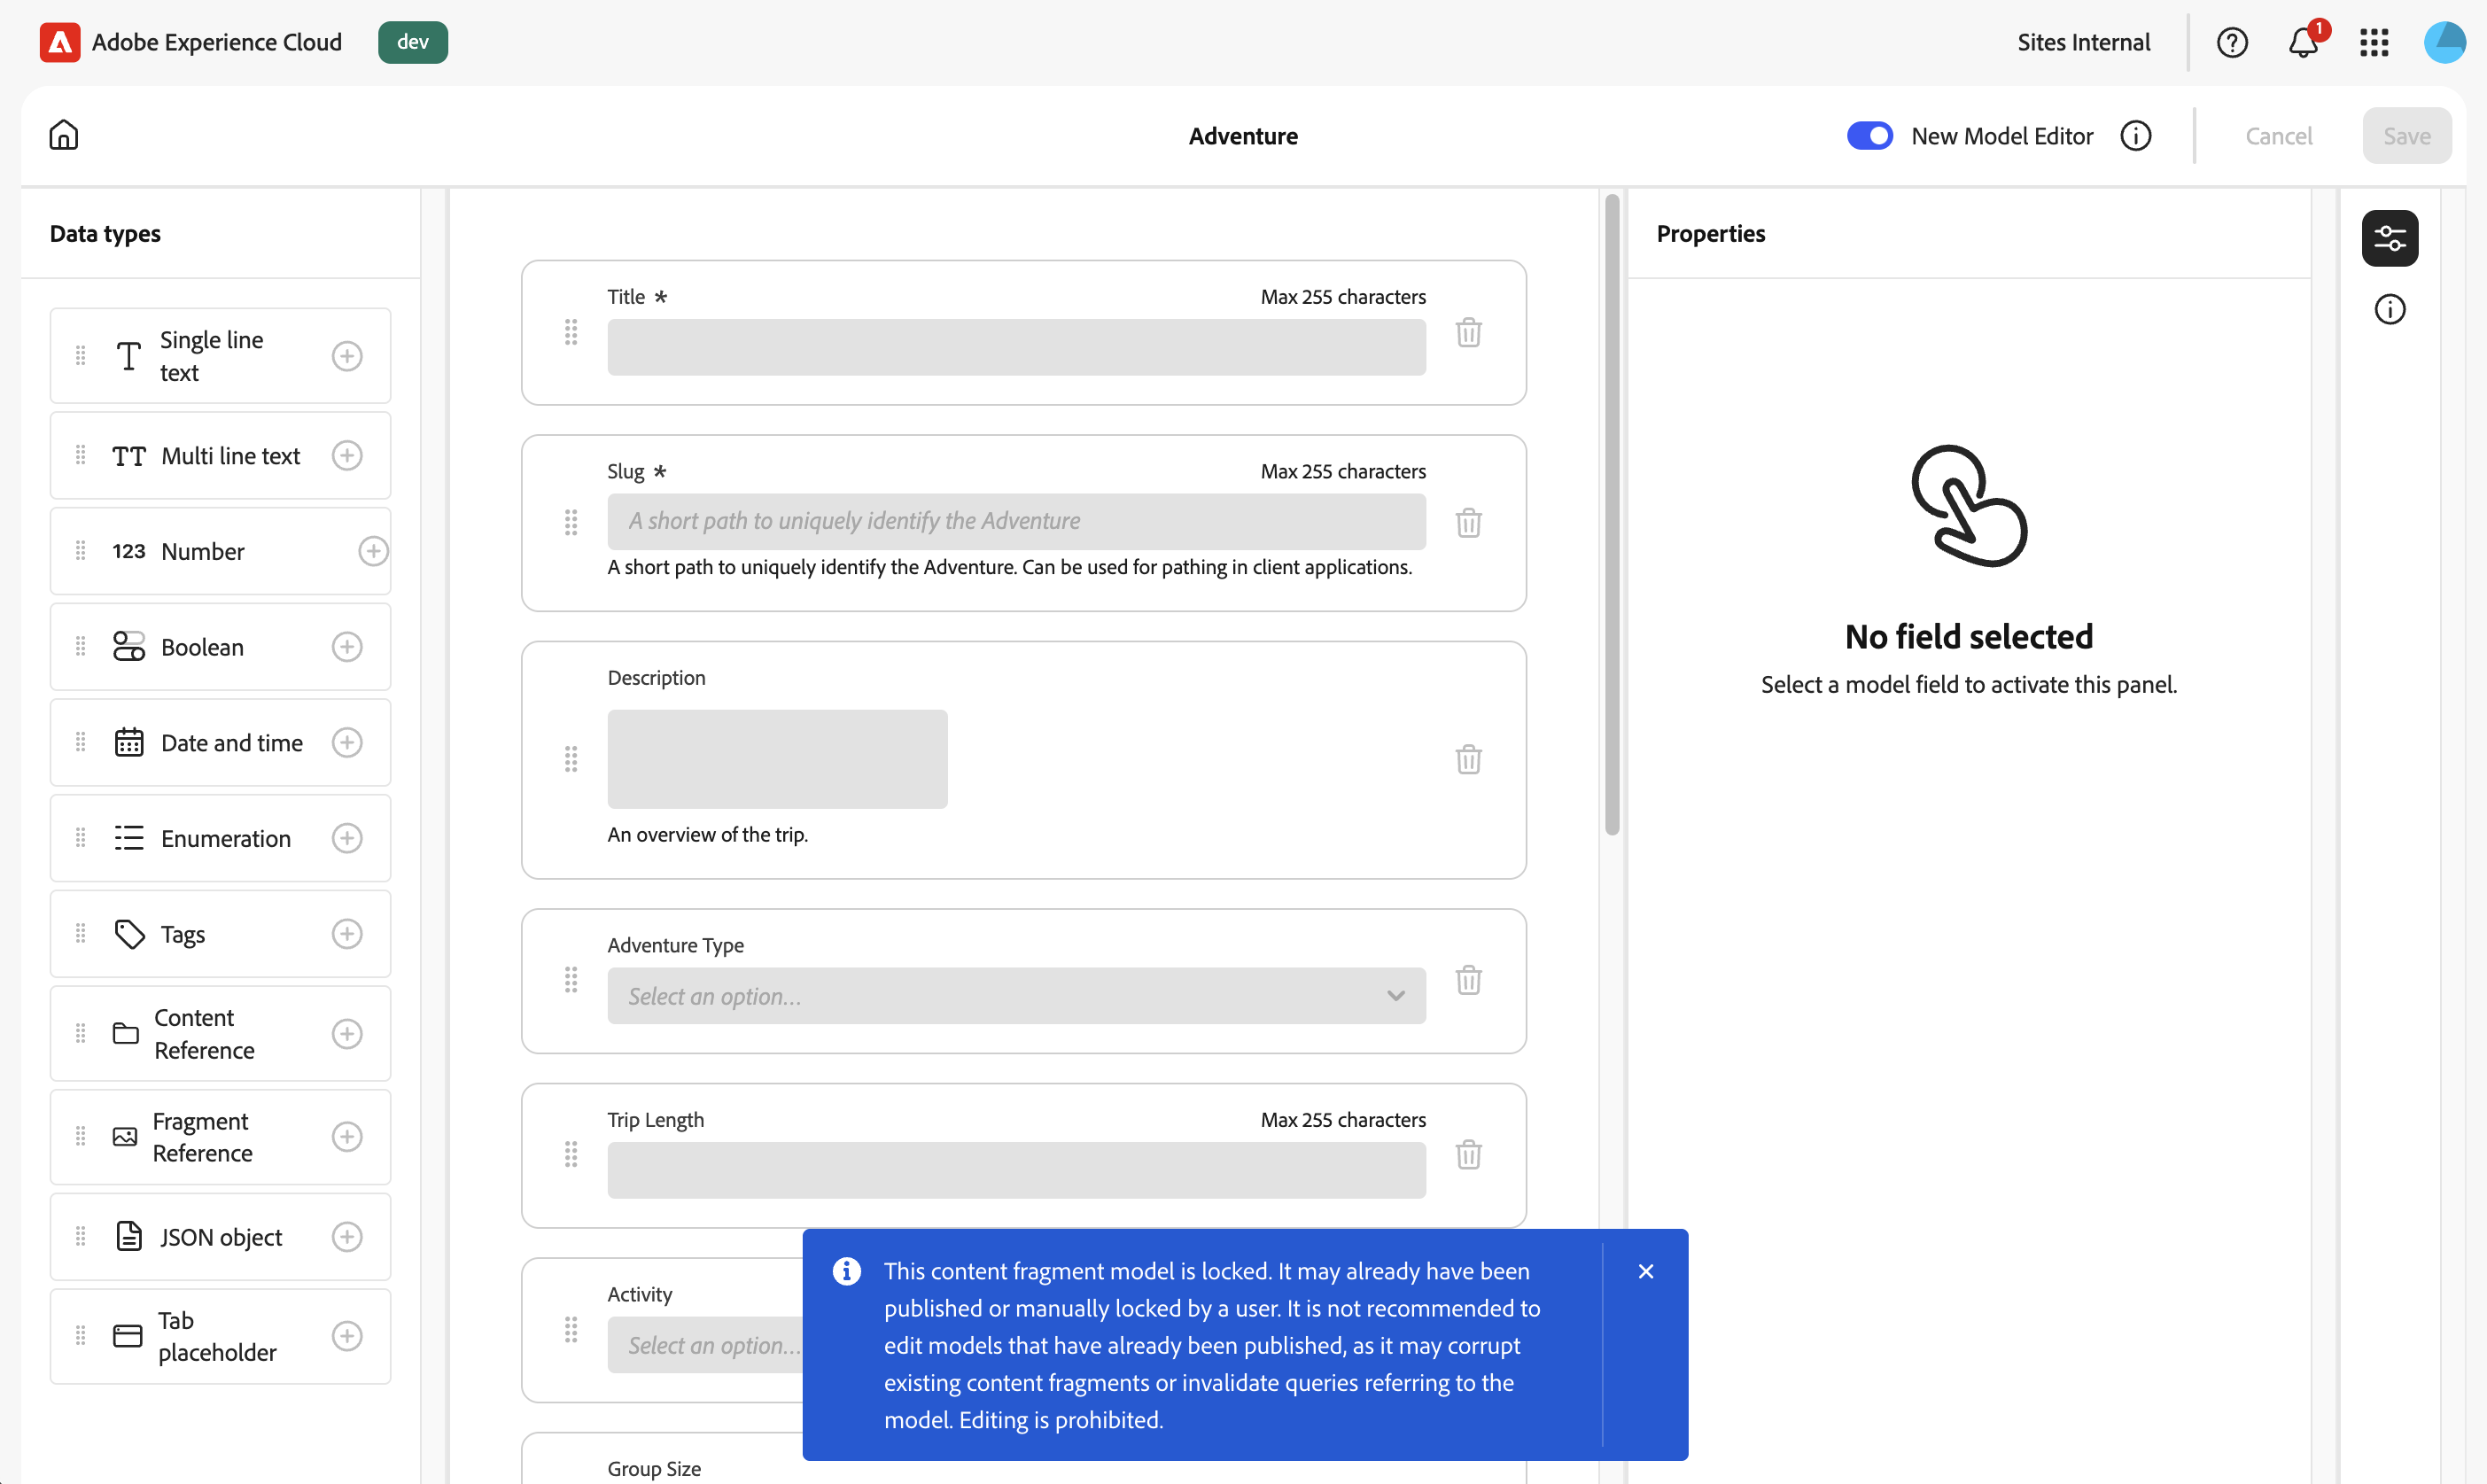 Adobe Experience Cloud
dev
Sites Internal
1
Adventure
New Model Editor
Cancel
Save
Data types
Single line
text
Multi line text
123 Number
Boolean
Date and time
Enumeration
Tags
Content
Reference
Fragment
Reference
JSON object
Tab
placeholder
Title *
Max 255 characters
Slug *
Max 255 characters
A short path to uniquely identify the Adventure
A short path to uniquely identify the Adventure. Can be used for pathing in client applications.
Description
An overview of the trip.
Adventure Type
Select an option...
Trip Length
Max 255 characters
Activity
Select an option...
Group Size
This content fragment model is locked. It may already have been
published or manually locked by a user. It is not recommended to
edit models that have already been published, as it may corrupt
existing content fragments or invalidate queries referring to the
model. Editing is prohibited.
Properties
No field selected
Select a model field to activate this panel.